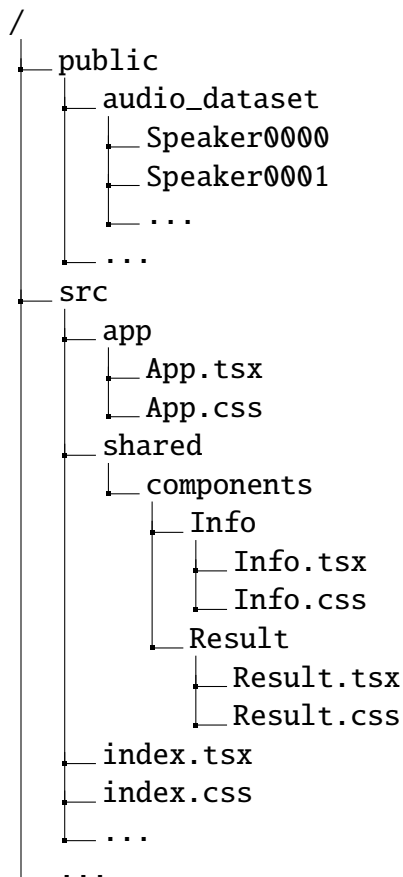 /
public
audio_dataset
Speaker0000
Speaker0001
...
...
src
app
App.tsx
App.css
shared
components
Info
Info.tsx
Info.css
Result
Result.tsx
Result.css
index.tsx
index.css
...
...